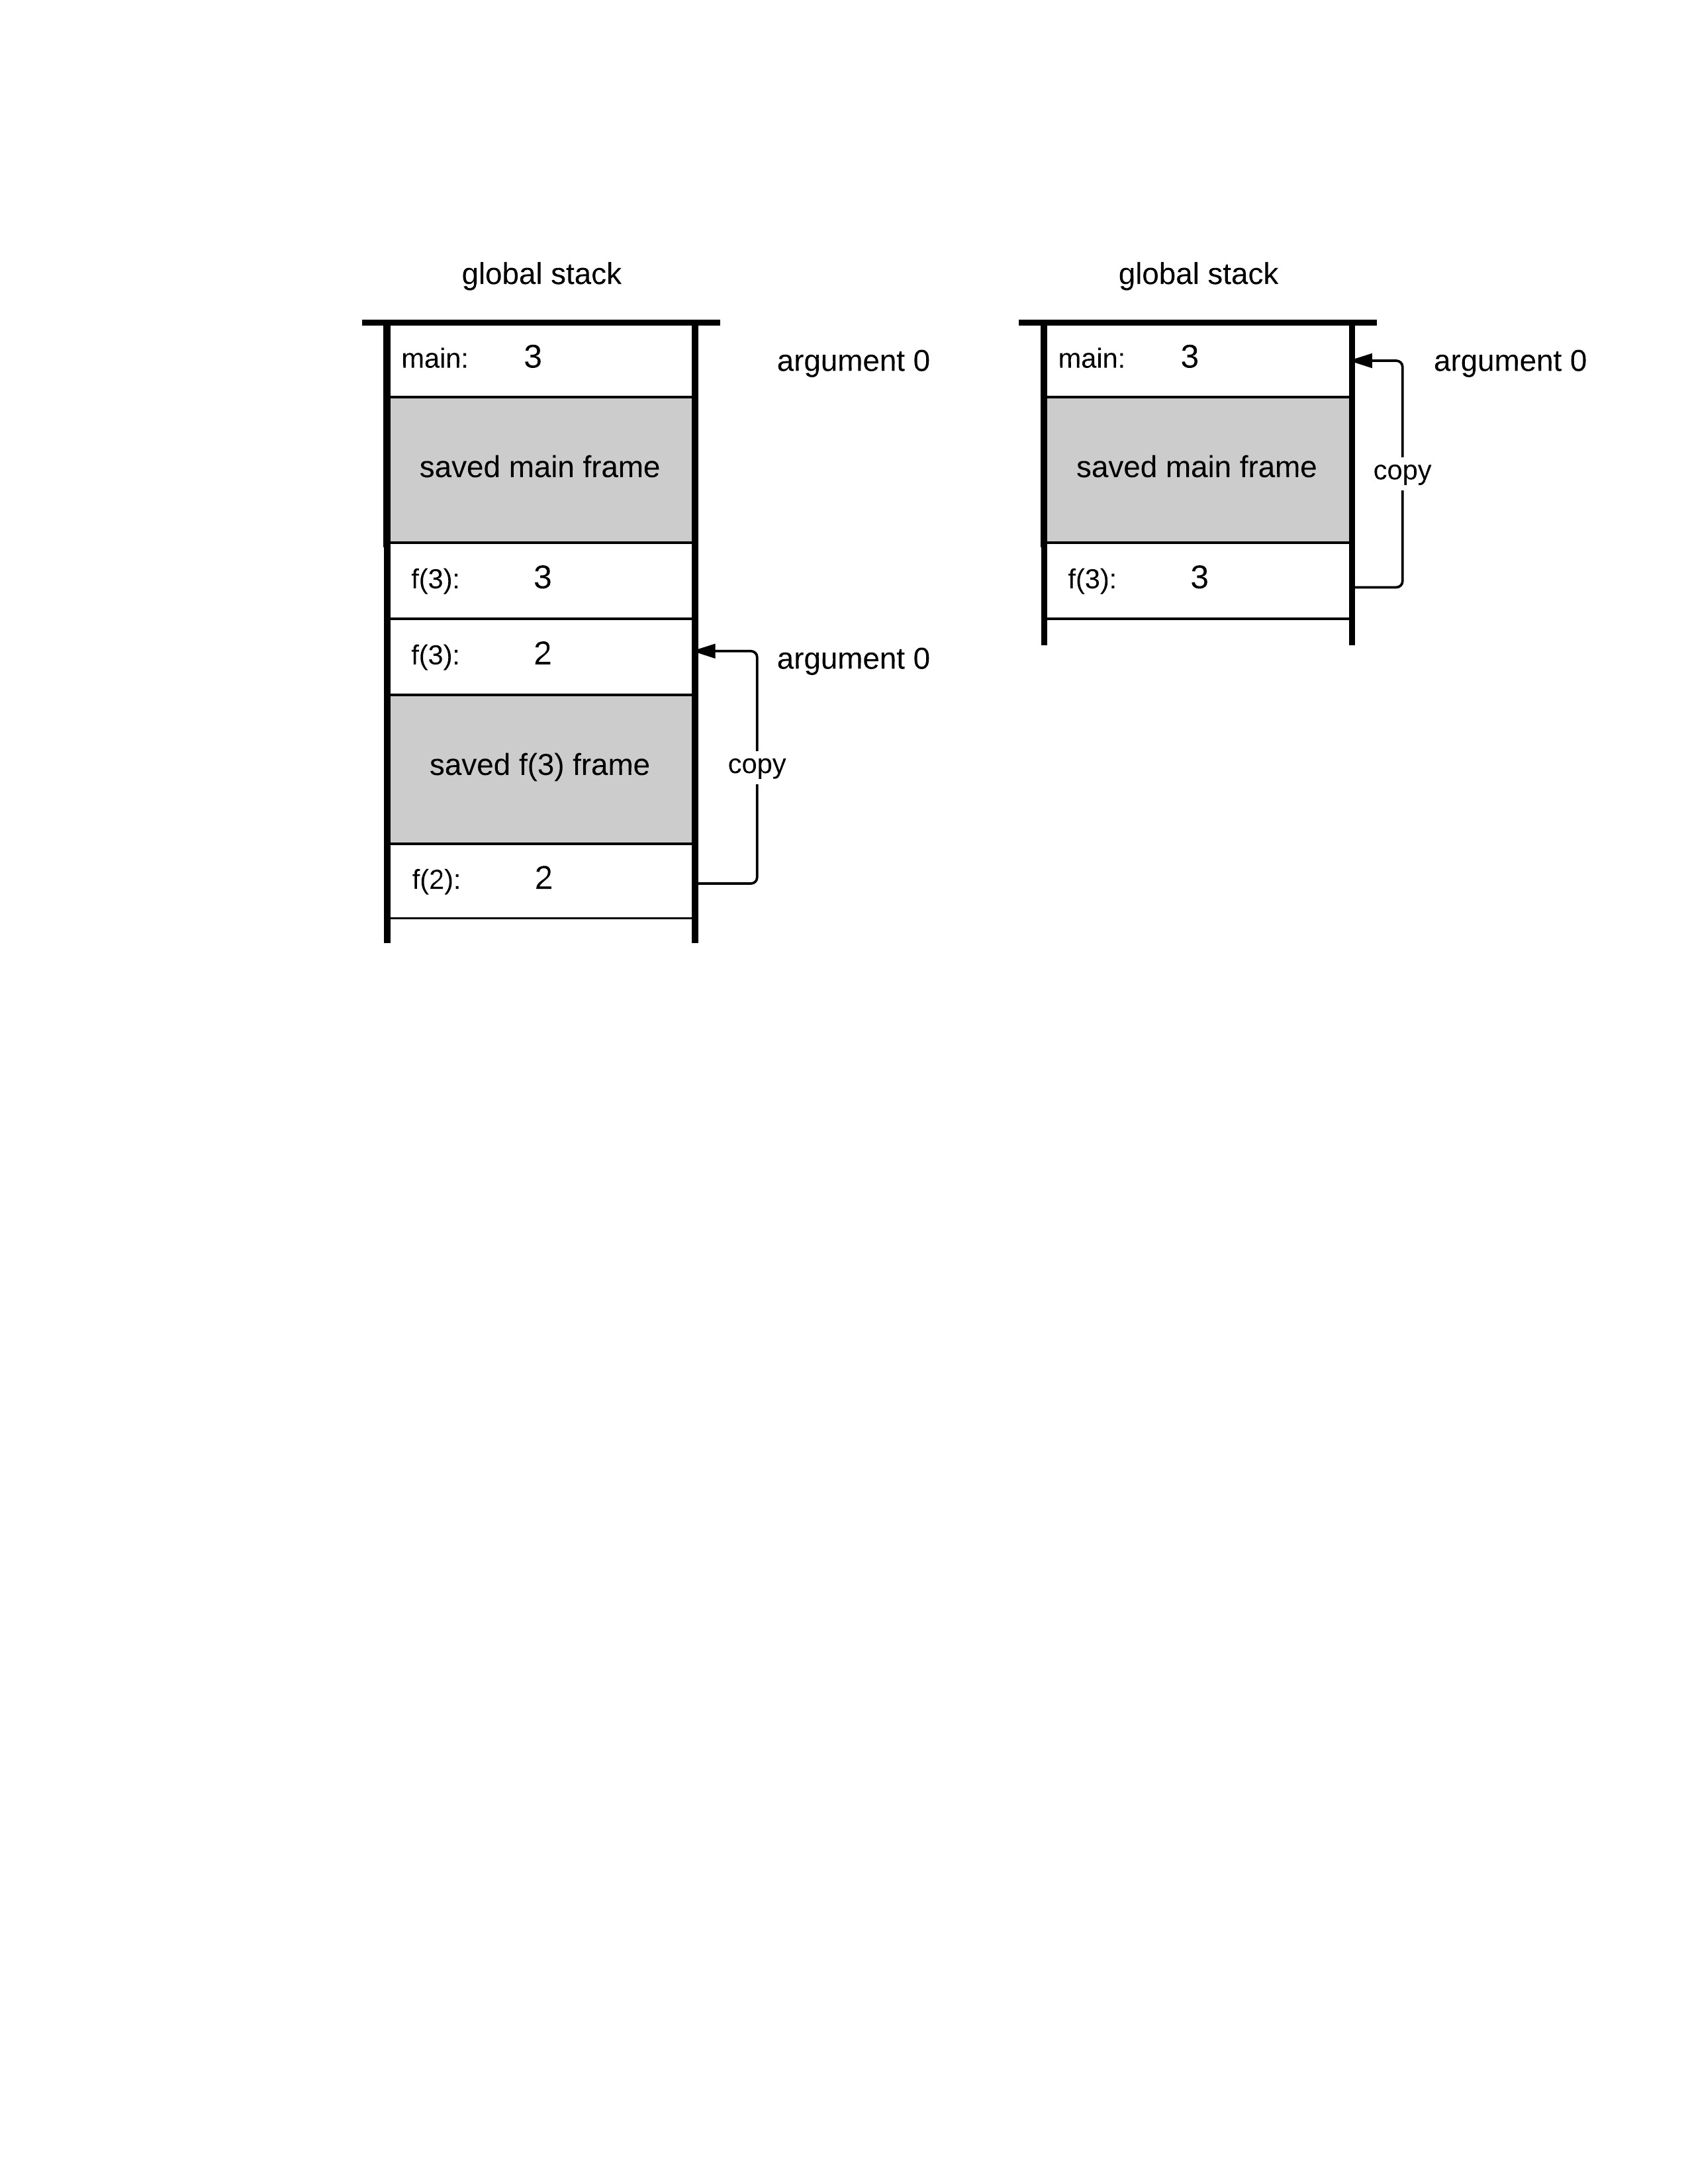 global stack
main: 3
argument 0
saved main frame
f(3): 3
f(3): 2
argument 0
saved f(3) frame
copy
f(2): 2
global stack
main: 3
argument 0
saved main frame
copy
f(3): 3